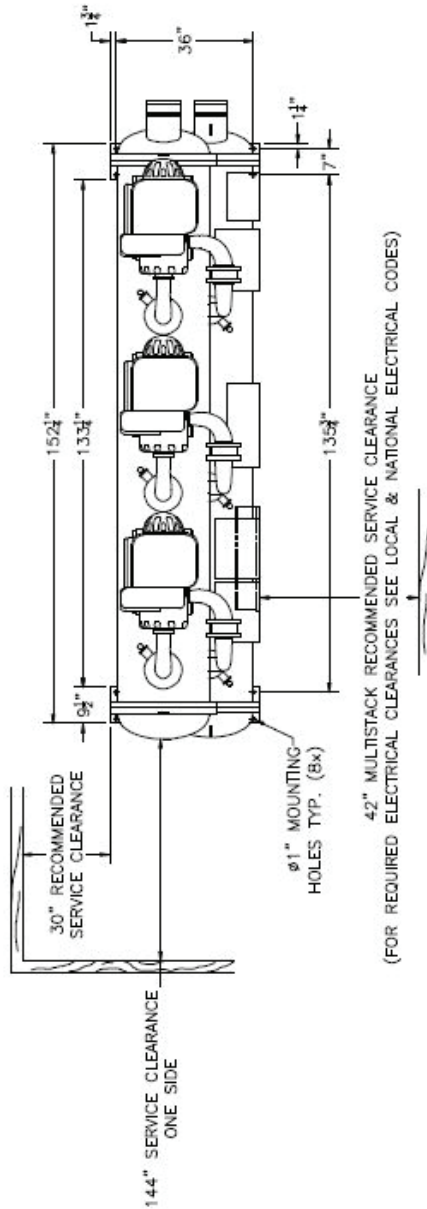 1¾"
36"
152¼"
133½"
9½"
1¼"
7"
135¾"
30" RECOMMENDED
SERVICE CLEARANCE
144" SERVICE CLEARANCE
ONE SIDE
ø1" MOUNTING
HOLES TYP. (8x)
42" MULTISTACK RECOMMENDED SERVICE CLEARANCE
(FOR REQUIRED ELECTRICAL CLEARANCES SEE LOCAL & NATIONAL ELECTRICAL CODES)